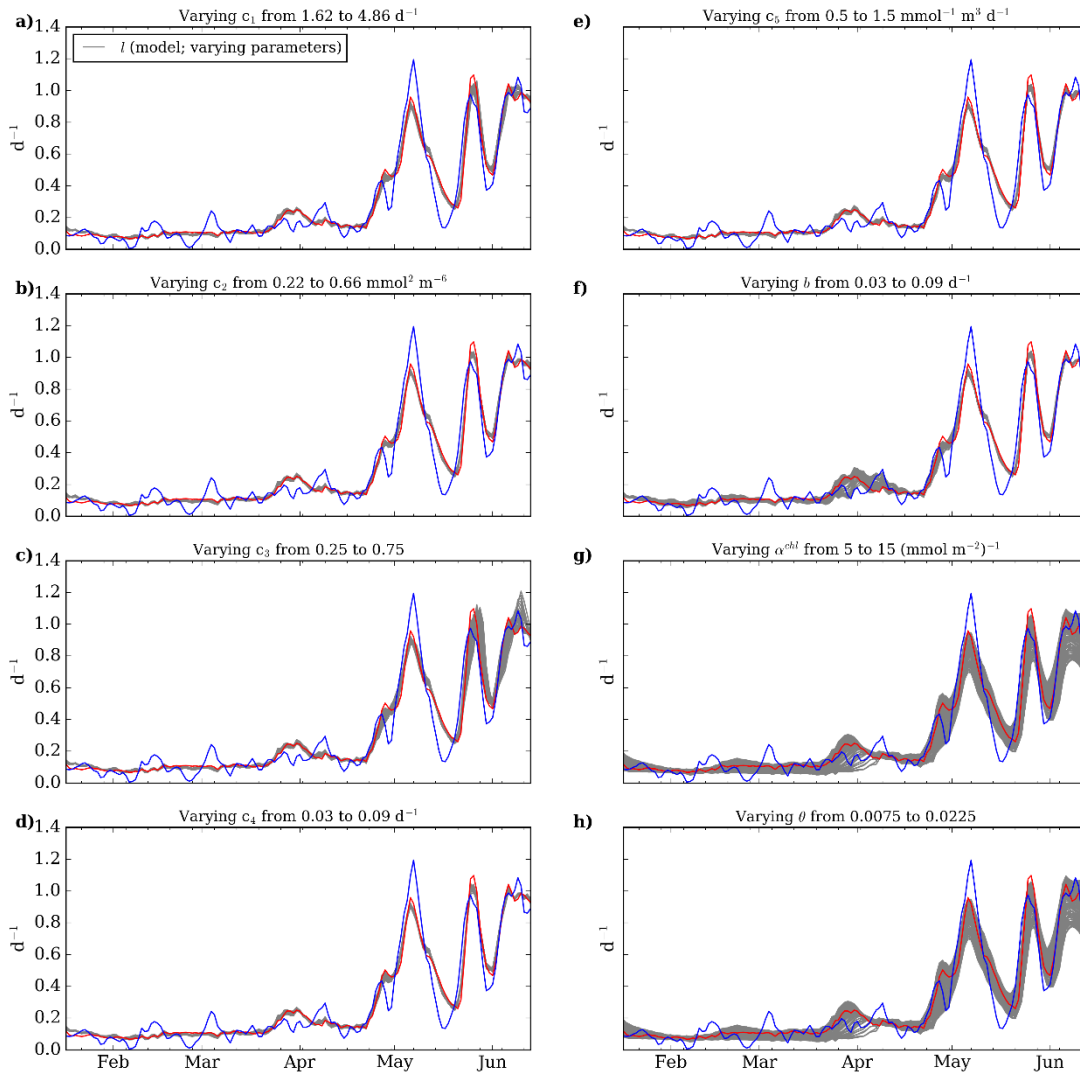 a) Varying c₁ from 1.62 to 4.86 d⁻¹
1.4
1.2
1.0
0.8
0.6
0.4
0.2
0.0
d⁻¹
l (model; varying parameters)
e) Varying c₅ from 0.5 to 1.5 mmol⁻¹ m³ d⁻¹
d⁻¹
b) Varying c₂ from 0.22 to 0.66 mmol² m⁻⁶
1.4
1.2
1.0
0.8
0.6
0.4
0.2
0.0
d⁻¹
f) Varying b from 0.03 to 0.09 d⁻¹
d⁻¹
c) Varying c₃ from 0.25 to 0.75
1.4
1.2
1.0
0.8
0.6
0.4
0.2
0.0
d⁻¹
g) Varying αᶜʰˡ from 5 to 15 (mmol m⁻²)⁻¹
d⁻¹
d) Varying c₄ from 0.03 to 0.09 d⁻¹
1.4
1.2
1.0
0.8
0.6
0.4
0.2
0.0
d⁻¹
Feb Mar Apr May Jun
h) Varying θ from 0.0075 to 0.0225
d⁻¹
Feb Mar Apr May Jun